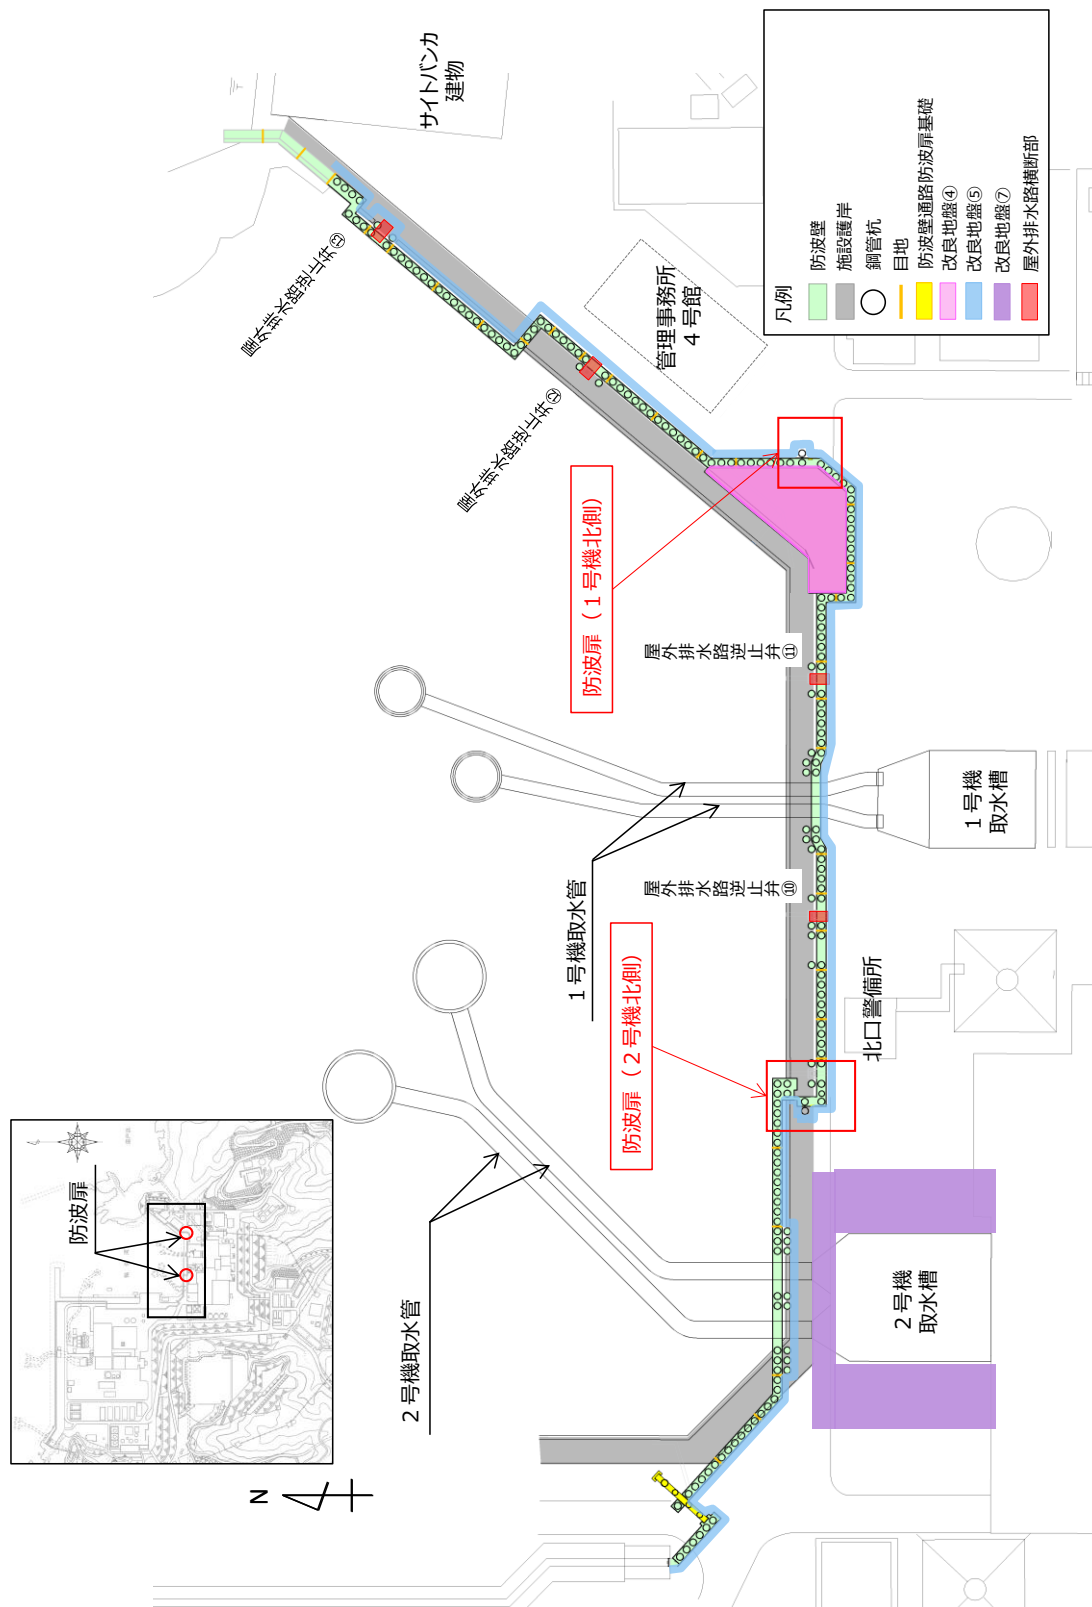 防波扉
N
サイトバンカ
建物
屋外排水路逆止弁⑬
屋外排水路逆止弁⑫
管理事務所
４号館
防波扉（１号機北側）
屋外排水路逆止弁⑪
１号機取水管
屋外排水路逆止弁⑩
１号機
取水槽
防波扉（２号機北側）
北口警備所
２号機取水管
２号機
取水槽
凡例
防波壁
施設護岸
鋼管杭
目地
防波壁通路防波扉基礎
改良地盤④
改良地盤⑤
改良地盤⑦
屋外排水路横断部